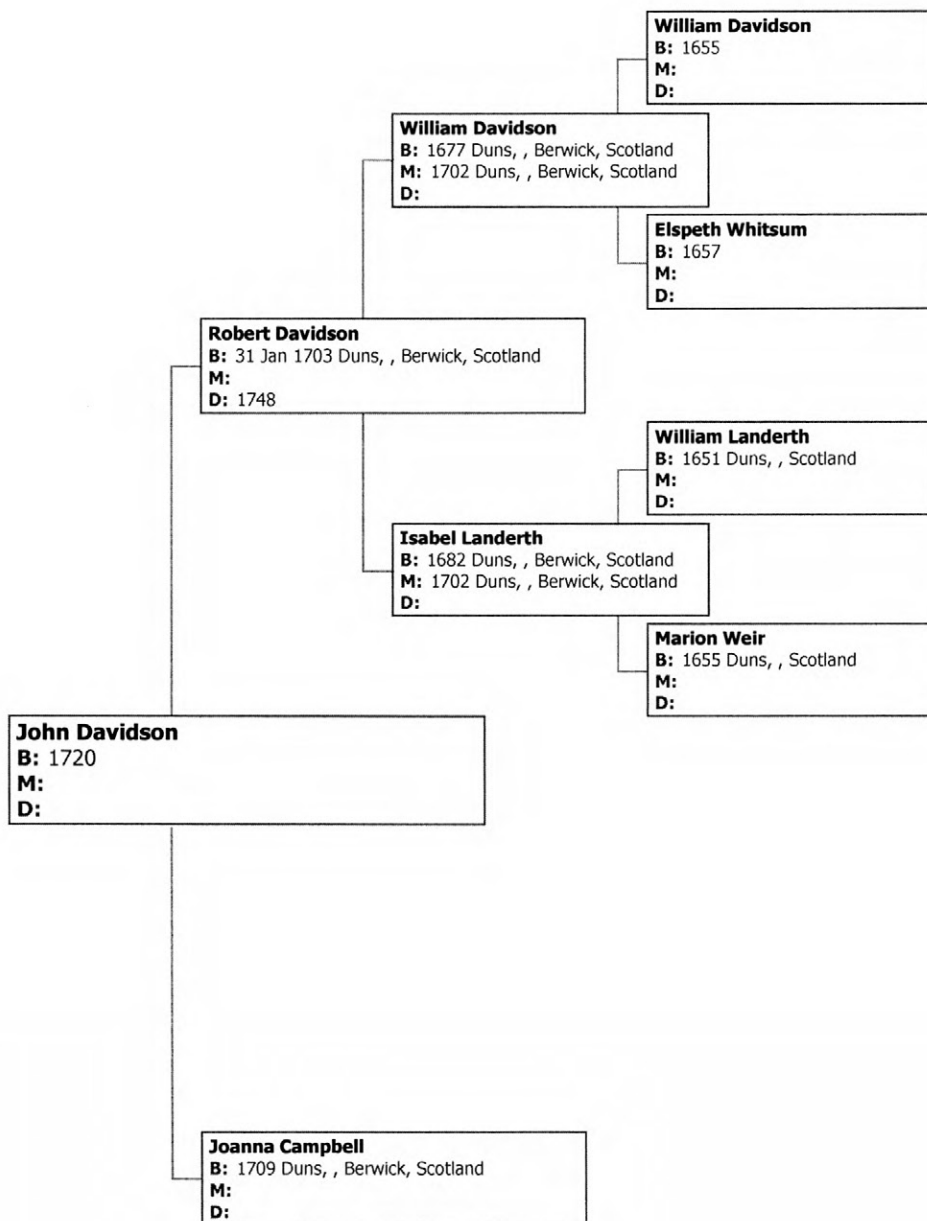 William Davidson
B: 1655
M:
D:
William Davidson
B: 1677 Duns, , Berwick, Scotland
M: 1702 Duns, , Berwick, Scotland
D:
Elspeth Whitsum
B: 1657
M:
D:
Robert Davidson
B: 31 Jan 1703 Duns, , Berwick, Scotland
M:
D: 1748
William Landerth
B: 1651 Duns, , Scotland
M:
D:
Isabel Landerth
B: 1682 Duns, , Berwick, Scotland
M: 1702 Duns, , Berwick, Scotland
D:
Marion Weir
B: 1655 Duns, , Scotland
M:
D:
John Davidson
B: 1720
M:
D:
Joanna Campbell
B: 1709 Duns, , Berwick, Scotland
M:
D: